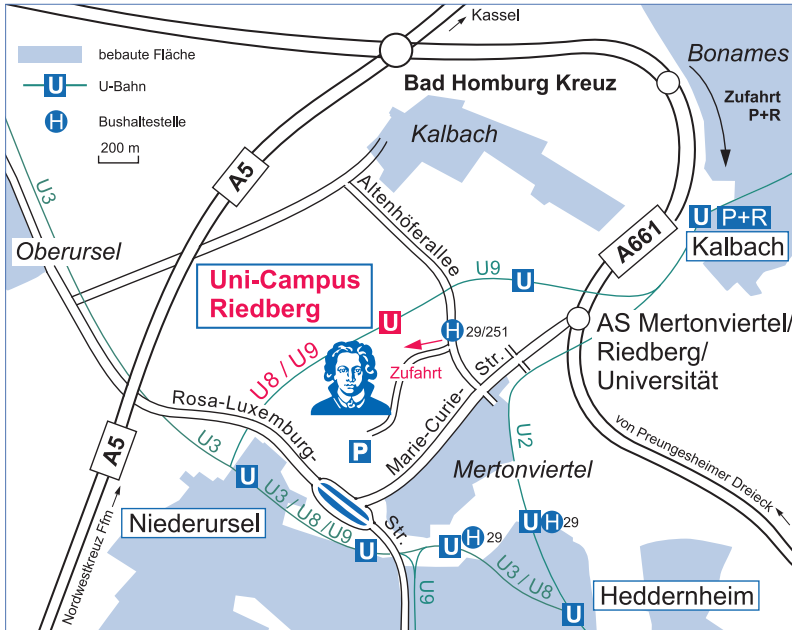 Kassel
bebaute Fläche
U U-Bahn
H Bushaltestelle
200 m
Bad Homburg Kreuz
Bonames
Zufahrt
P+R
Kalbach
A5
U3
Altenhöferallee
A661
U P+R
Kalbach
Oberursel
Uni-Campus
Riedberg
U9
U
U
H 29/251
Zufahrt
AS Mertonviertel/
Riedberg/
Universität
U8 / U9
Rosa-Luxemburg-
Str.
Marie-Curie-
Str.
P
U2
von Preungesheimer Dreieck
A5
U3
U
Mertonviertel
Niederursel
Nordwestkreuz Ffm
U3 / U8 /U9
U
U H 29
U H 29
U9
U3 / U8
Heddernheim
U